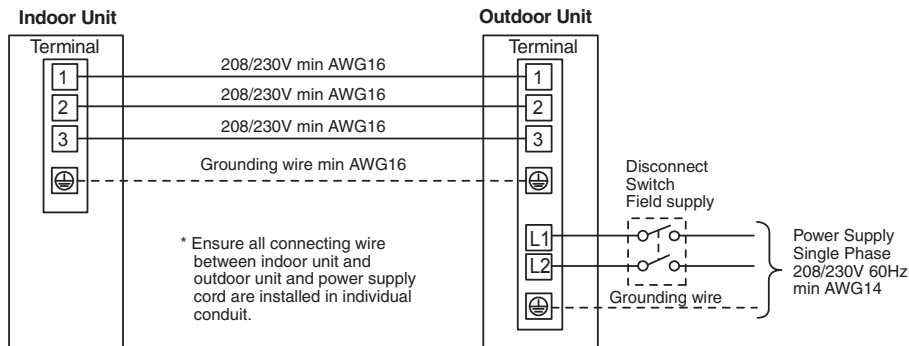 Indoor Unit
Outdoor Unit
Terminal
Terminal
1
208/230V min AWG16
1
2
208/230V min AWG16
2
3
208/230V min AWG16
3
Grounding wire min AWG16
Disconnect
Switch
Field supply
* Ensure all connecting wire
between indoor unit and
outdoor unit and power supply
cord are installed in individual
conduit.
L1
L2
Grounding wire
Power Supply
Single Phase
208/230V 60Hz
min AWG14